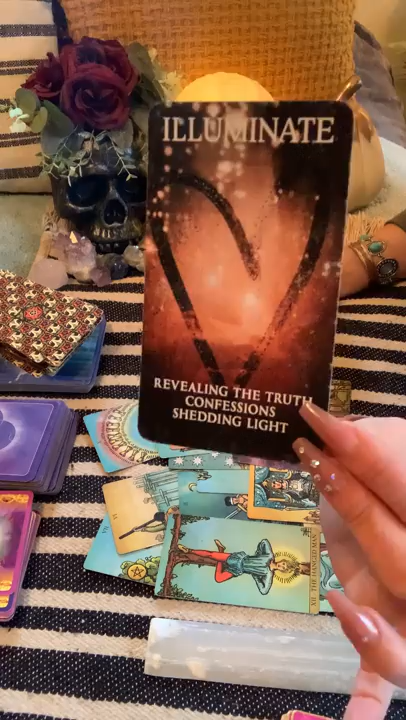 ILLUMINATE
REVEALING THE TRUTH
CONFESSIONS
SHEDDING LIGHT
THE HANGED MAN